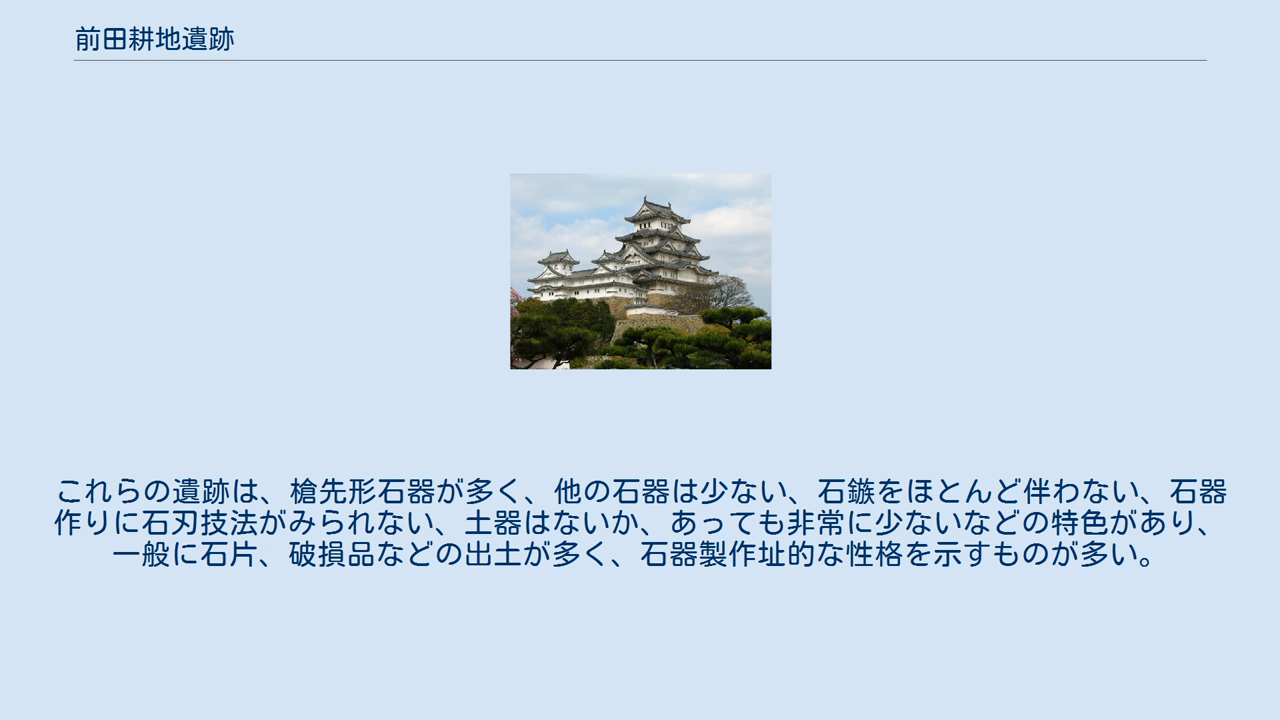 前田耕地遺跡
これらの遺跡は、槍先形石器が多く、他の石器は少ない、石鏃をほとんど伴わない、石器
作りに石刃技法がみられない、土器はないか、あっても非常に少ないなどの特色があり、
一般に石片、破損品などの出土が多く、石器製作址的な性格を示すものが多い。